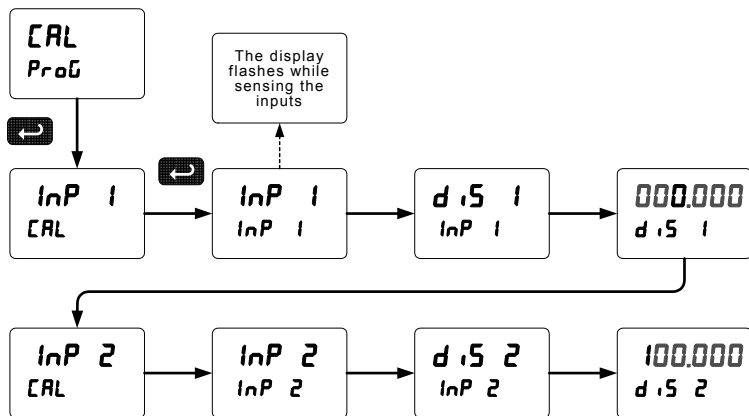 CAL
ProG
The display
flashes while
sensing the
inputs
InP 1
CAL
InP 1
InP 1
diS 1
InP 1
000.000
diS 1
InP 2
CAL
InP 2
InP 2
diS 2
InP 2
100.000
diS 2